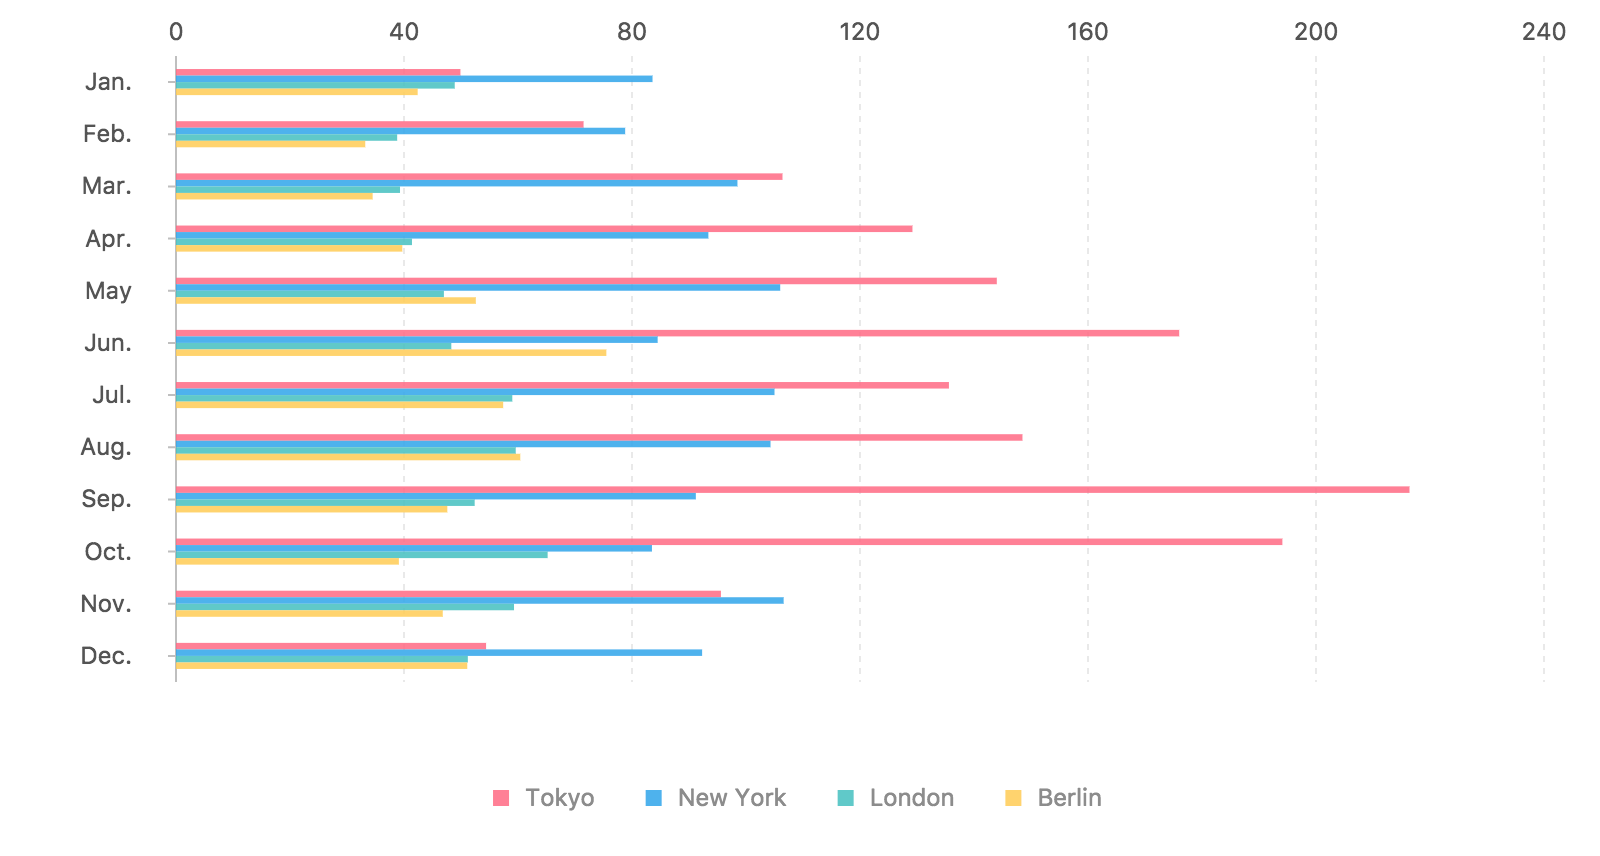 0 40 80 120 160 200 240
Jan.
Feb.
Mar.
Apr.
May
Jun.
Jul.
Aug.
Sep.
Oct.
Nov.
Dec.
Tokyo New York London Berlin